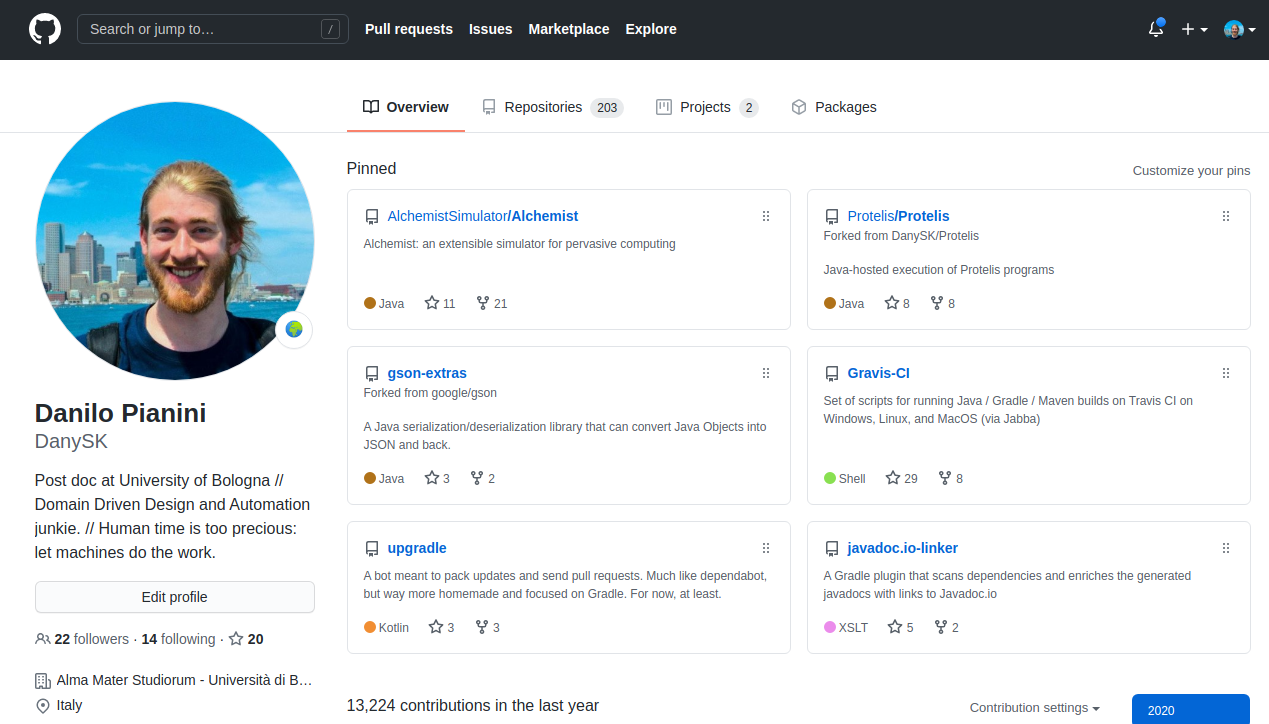 Search or jump to…
/
Pull requests
Issues
Marketplace
Explore
Overview
Repositories 203
Projects 2
Packages
Danilo Pianini
DanySK
Post doc at University of Bologna //
Domain Driven Design and Automation
junkie. // Human time is too precious:
let machines do the work.
Edit profile
22 followers · 14 following · 20
Alma Mater Studiorum - Università di B…
Italy
Pinned
Customize your pins
AlchemistSimulator/Alchemist
Alchemist: an extensible simulator for pervasive computing
Java 11 21
Protelis/Protelis
Forked from DanySK/Protelis
Java-hosted execution of Protelis programs
Java 8 8
gson-extras
Forked from google/gson
A Java serialization/deserialization library that can convert Java Objects into
JSON and back.
Java 3 2
Gravis-CI
Set of scripts for running Java / Gradle / Maven builds on Travis CI on
Windows, Linux, and MacOS (via Jabba)
Shell 29 8
upgradle
A bot meant to pack updates and send pull requests. Much like dependabot,
but way more homemade and focused on Gradle. For now, at least.
Kotlin 3 3
javadoc.io-linker
A Gradle plugin that scans dependencies and enriches the generated
javadocs with links to Javadoc.io
XSLT 5 2
13,224 contributions in the last year
Contribution settings
2020